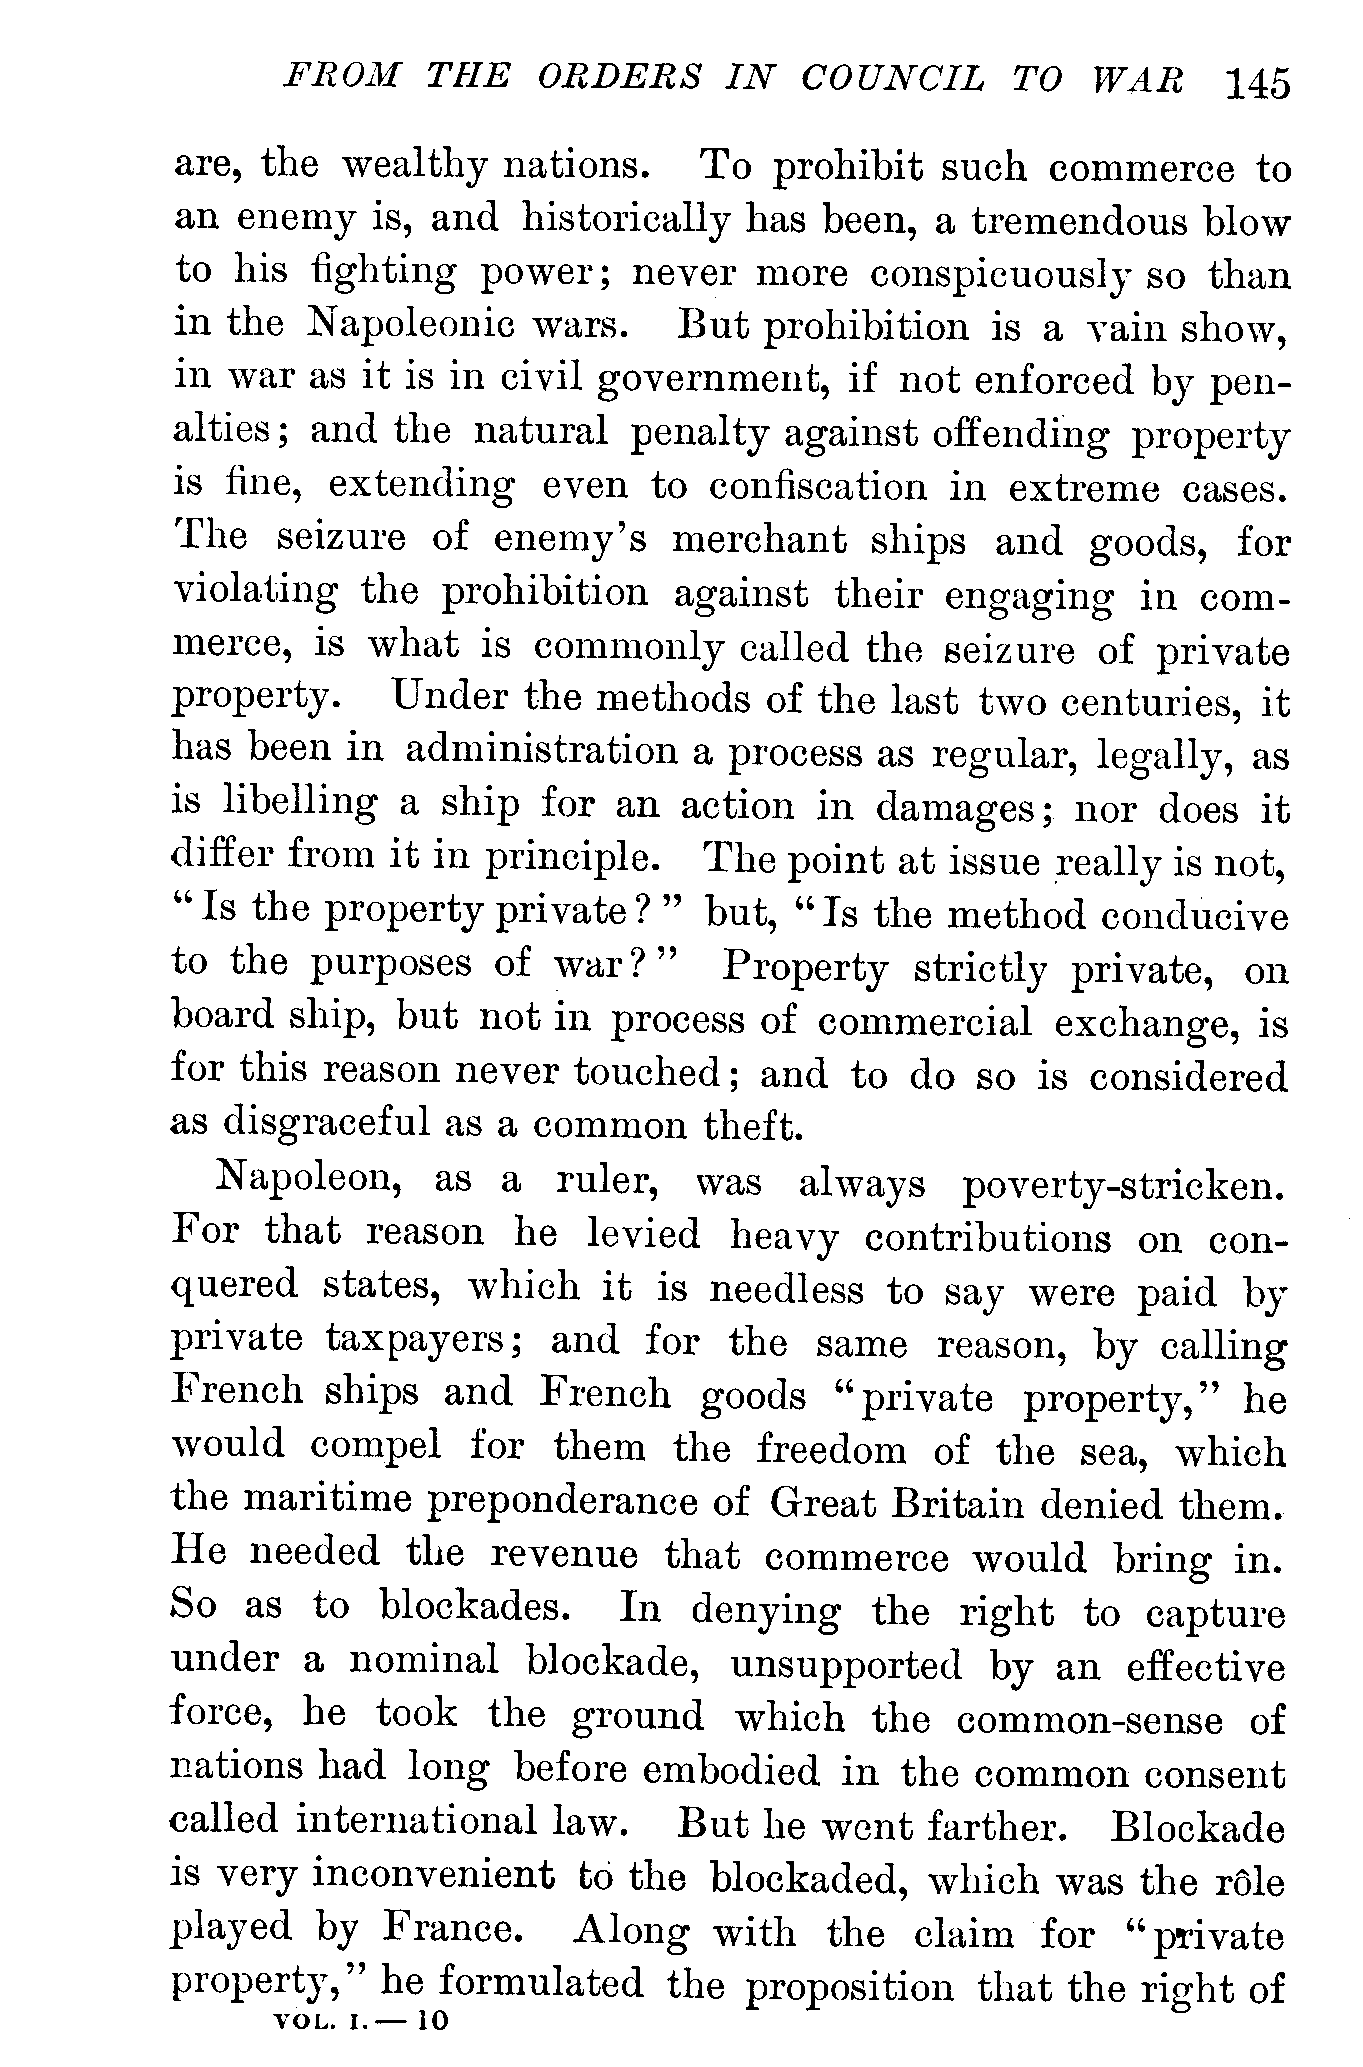 FROM THE ORDERS IN COUNCIL TO WAR 145
are, the wealthy nations. To prohibit such commerce to
an enemy is, and historically has been, a tremendous blow
to his fighting power; never more conspicuously so than
in the Napoleonic wars. But prohibition is a vain show,
in war as it is in civil government, if not enforced by pen-
alties; and the natural penalty against offending property
is fine, extending even to confiscation in extreme cases.
The seizure of enemy's merchant ships and goods, for
violating the prohibition against their engaging in com-
merce, is what is commonly called the seizure of private
property. Under the methods of the last two centuries, it
has been in administration a process as regular, legally, as
is libelling a ship for an action in damages; nor does it
differ from it in principle. The point at issue really is not,
"Is the property private?" but, "Is the method conducive
to the purposes of war?" Property strictly private, on
board ship, but not in process of commercial exchange, is
for this reason never touched; and to do so is considered
as disgraceful as a common theft.
Napoleon, as a ruler, was always poverty-stricken.
For that reason he levied heavy contributions on con-
quered states, which it is needless to say were paid by
private taxpayers; and for the same reason, by calling
French ships and French goods "private property," he
would compel for them the freedom of the sea, which
the maritime preponderance of Great Britain denied them.
He needed the revenue that commerce would bring in.
So as to blockades. In denying the right to capture
under a nominal blockade, unsupported by an effective
force, he took the ground which the common-sense of
nations had long before embodied in the common consent
called international law. But he went farther. Blockade
is very inconvenient to the blockaded, which was the rôle
played by France. Along with the claim for "private
property," he formulated the proposition that the right of
VOL. I.—10